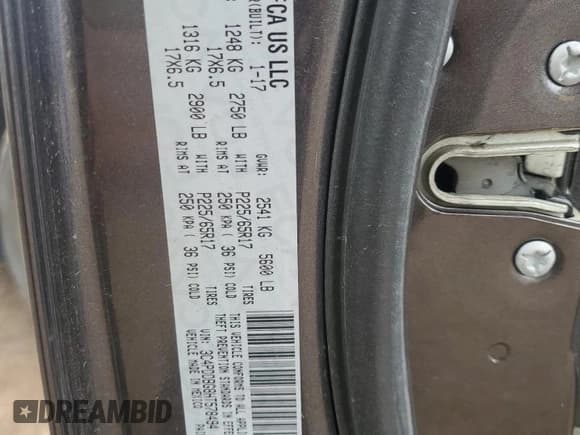 FCA US LLC
(BUILT): 1-17
GVWR: 2541 KG 5600 LB
1248 KG 2750 LB WITH P225/65R17 TIRES
17X6.5 RIMS AT 250 KPA ( 36 PSI) COLD
1316 KG 2900 LB WITH P225/65R17 TIRES
17X6.5 RIMS AT 250 KPA ( 36 PSI) COLD
THIS VEHICLE CONFORMS TO ALL
THEFT PREVENTION STANDARDS IN EFFE
VIN:
VEHICLE MADE IN MEXICO
DREAMBID